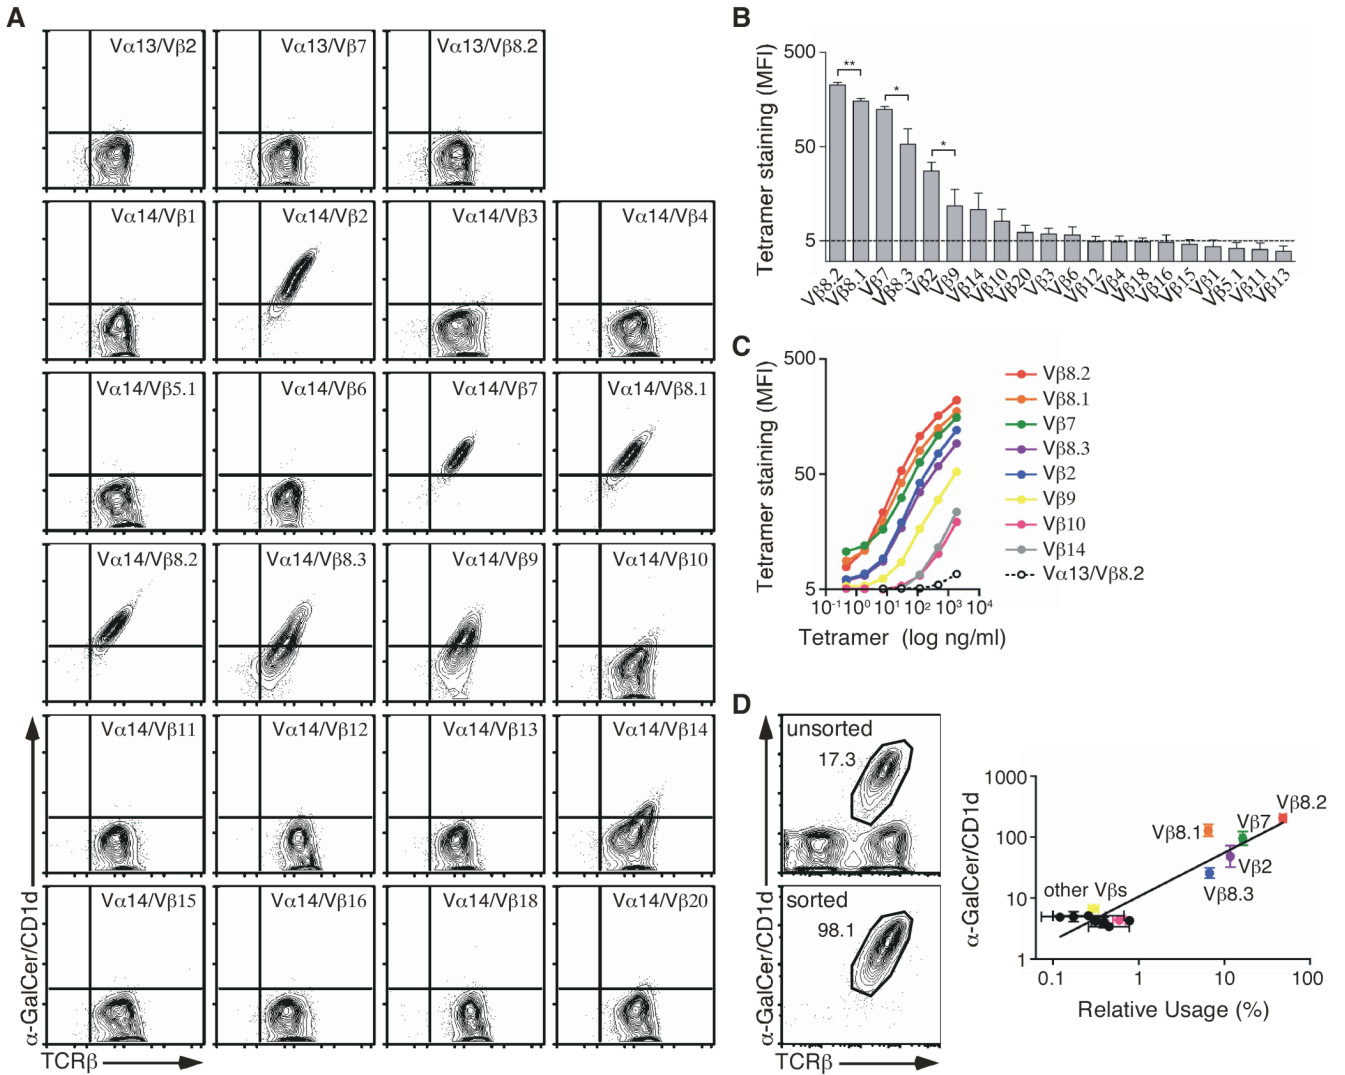 A
Vα13/Vβ2
Vα13/Vβ7
Vα13/Vβ8.2
Vα14/Vβ1
Vα14/Vβ2
Vα14/Vβ3
Vα14/Vβ4
Vα14/Vβ5.1
Vα14/Vβ6
Vα14/Vβ7
Vα14/Vβ8.1
Vα14/Vβ8.2
Vα14/Vβ8.3
Vα14/Vβ9
Vα14/Vβ10
Vα14/Vβ11
Vα14/Vβ12
Vα14/Vβ13
Vα14/Vβ14
Vα14/Vβ15
Vα14/Vβ16
Vα14/Vβ18
Vα14/Vβ20
α-GalCer/CD1d
TCRβ
B
Tetramer staining (MFI)
500
50
5
** * *
Vβ8.2
Vβ8.1
Vβ7
Vβ8.3
Vβ2
Vβ9
Vβ14
Vβ10
Vβ20
Vβ3
Vβ6
Vβ12
Vβ4
Vβ18
Vβ16
Vβ15
Vβ1
Vβ5.1
Vβ11
Vβ13
C
Tetramer staining (MFI)
500
50
5
10⁻¹ 10⁰ 10¹ 10² 10³ 10⁴
Tetramer (log ng/ml)
Vβ8.2
Vβ8.1
Vβ7
Vβ8.3
Vβ2
Vβ9
Vβ10
Vβ14
Vα13/Vβ8.2
D
unsorted
17.3
sorted
98.1
α-GalCer/CD1d
TCRβ
α-GalCer/CD1d
1000
100
10
1
0.1 1 10 100
Relative Usage (%)
Vβ8.2
Vβ8.1
Vβ7
Vβ2
Vβ8.3
other Vβs